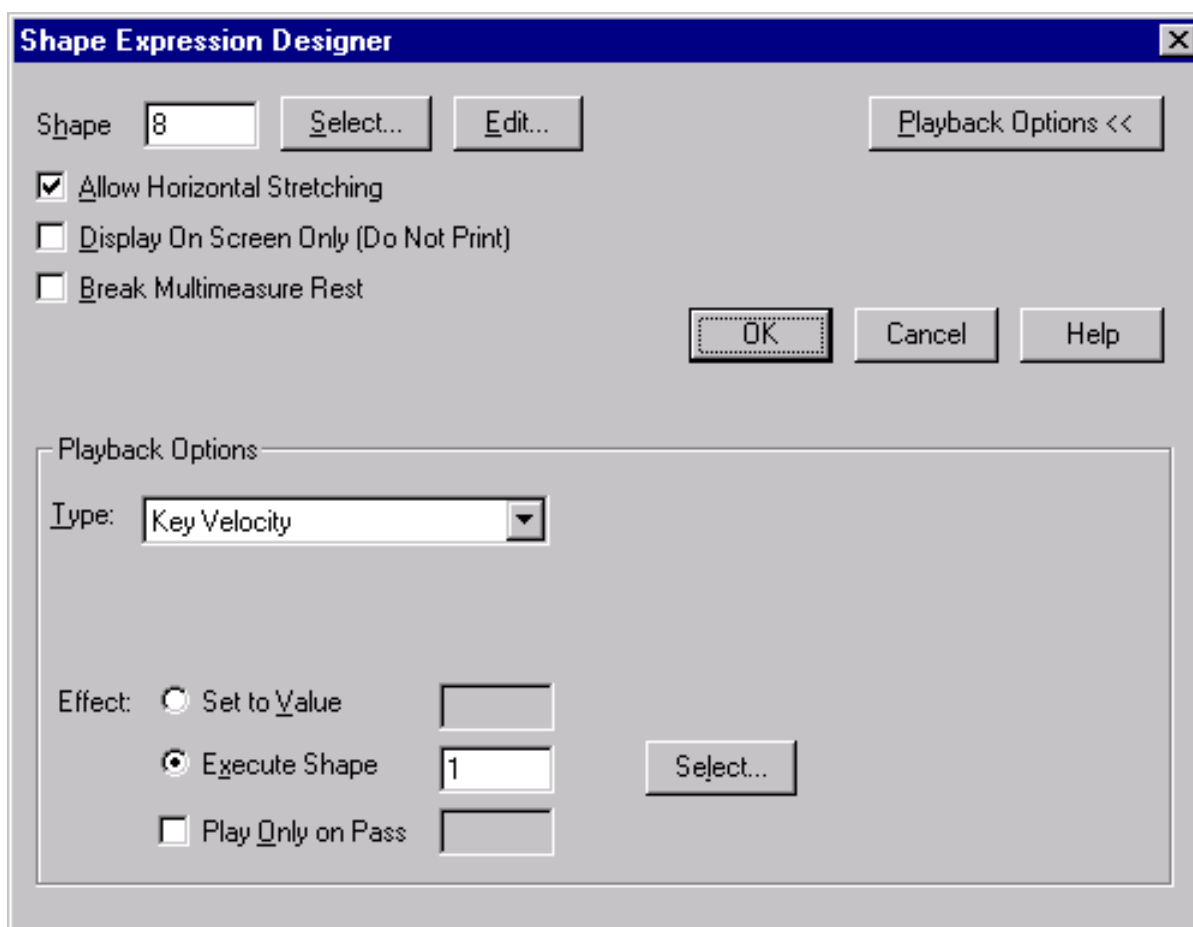 Shape Expression Designer
Shape 8 Select... Edit... Playback Options <<
Allow Horizontal Stretching
Display On Screen Only (Do Not Print)
Break Multimeasure Rest
OK Cancel Help
Playback Options
Type: Key Velocity
Effect: Set to Value
Execute Shape 1 Select...
Play Only on Pass